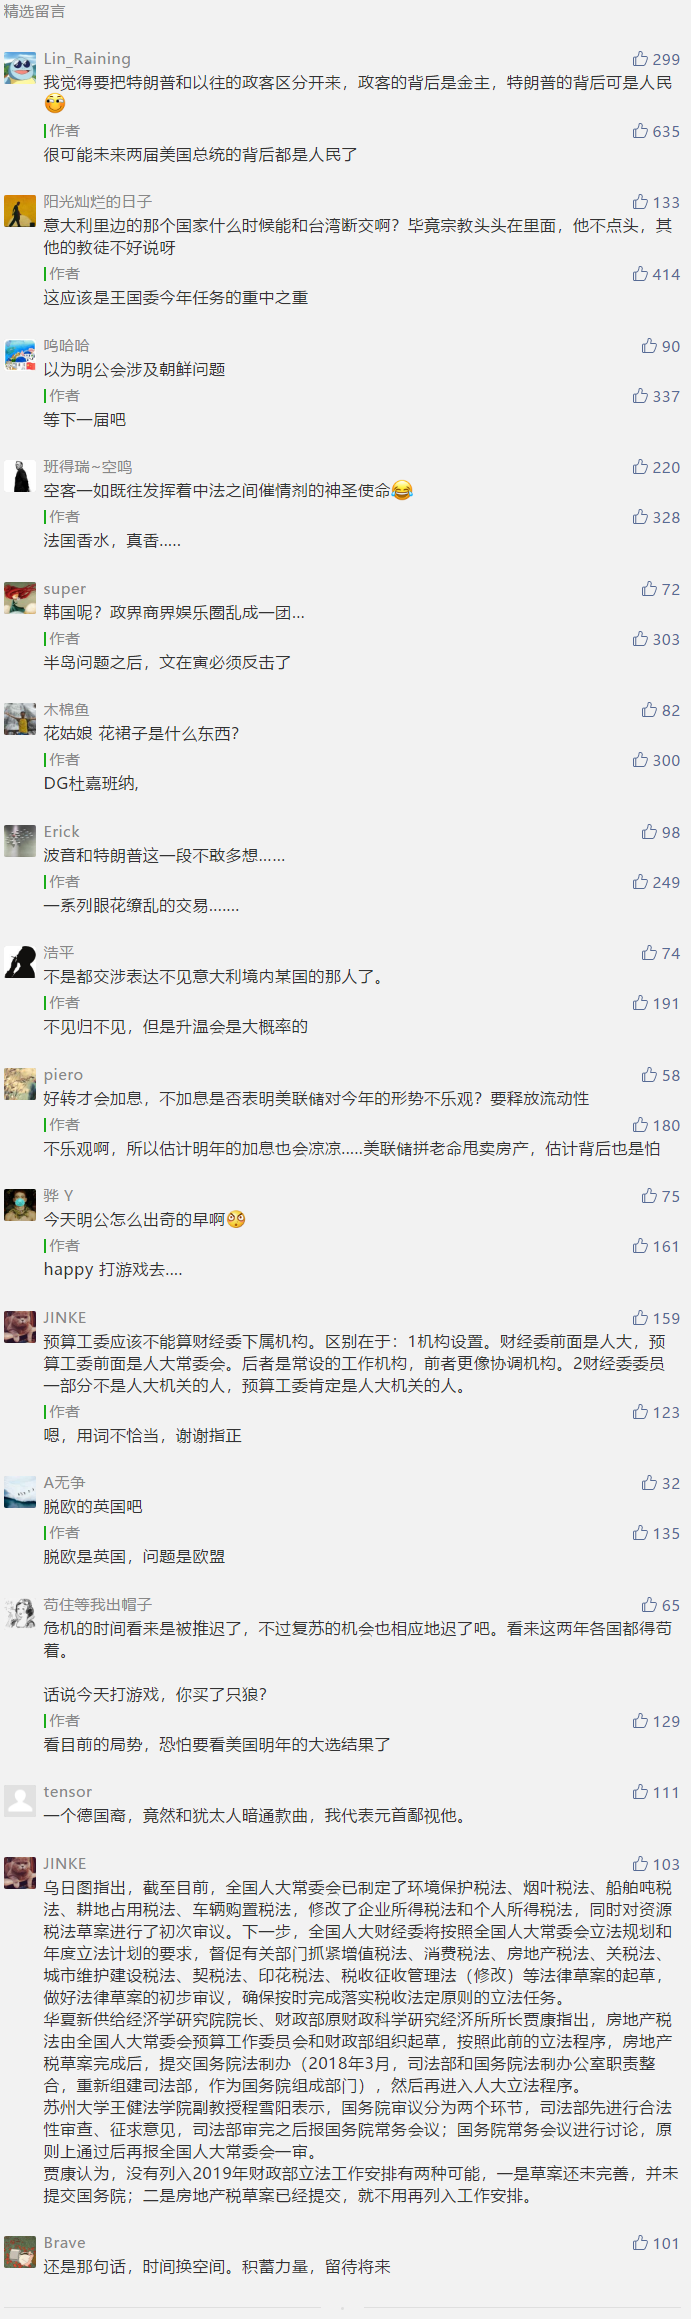 精选留言
Lin_Raining 299
我觉得要把特朗普和以往的政客区分开来，政客的背后是金主，特朗普的背后可是人民
作者 635
很可能未来两届美国总统的背后都是人民了
阳光灿烂的日子 133
意大利里边的那个国家什么时候能和台湾断交啊？毕竟宗教头头在里面，他不点头，其
他的教徒不好说呀
作者 414
这应该是王国委今年任务的重中之重
呜哈哈 90
以为明公会涉及朝鲜问题
作者 337
等下一届吧
班得瑞~空鸣 220
空客一如既往发挥着中法之间催情剂的神圣使命
作者 328
法国香水，真香.....
super 72
韩国呢？政界商界娱乐圈乱成一团...
作者 303
半岛问题之后，文在寅必须反击了
木棉鱼 82
花姑娘 花裙子是什么东西？
作者 300
DG杜嘉班纳，
Erick 98
波音和特朗普这一段不敢多想......
作者 249
一系列眼花缭乱的交易.......
浩平 74
不是都交涉表达不见意大利境内某国的那人了。
作者 191
不见归不见，但是升温会是大概率的
piero 58
好转才会加息，不加息是否表明美联储对今年的形势不乐观？要释放流动性
作者 180
不乐观啊，所以估计明年的加息也会凉凉.....美联储拼老命甩卖房产，估计背后也是怕
骅 Y 75
今天明公怎么出奇的早啊
作者 161
happy 打游戏去....
JINKE 159
预算工委应该不能算财经委下属机构。区别在于：1机构设置。财经委前面是人大，预
算工委前面是人大常委会。后者是常设的工作机构，前者更像协调机构。2财经委委员
一部分不是人大机关的人，预算工委肯定是人大机关的人。
作者 123
嗯，用词不恰当，谢谢指正
A无争 32
脱欧的英国吧
作者 135
脱欧是英国，问题是欧盟
苟住等我出帽子 65
危机的时间看来是被推迟了，不过复苏的机会也相应地迟了吧。看来这两年各国都得苟
着。
话说今天打游戏，你买了只狼？
作者 129
看目前的局势，恐怕要看美国明年的大选结果了
tensor 111
一个德国裔，竟然和犹太人暗通款曲，我代表元首鄙视他。
JINKE 103
乌日图指出，截至目前，全国人大常委会已制定了环境保护税法、烟叶税法、船舶吨税
法、耕地占用税法、车辆购置税法，修改了企业所得税法和个人所得税法，同时对资源
税法草案进行了初次审议。下一步，全国人大财经委将按照全国人大常委会立法规划和
年度立法计划的要求，督促有关部门抓紧增值税法、消费税法、房地产税法、关税法、
城市维护建设税法、契税法、印花税法、税收征收管理法（修改）等法律草案的起草，
做好法律草案的初步审议，确保按时完成落实税收法定原则的立法任务。
华夏新供给经济学研究院院长、财政部原财政科学研究所所长贾康指出，房地产税
法由全国人大常委会预算工作委员会和财政部组织起草，按照此前的立法程序，房地产
税草案完成后，提交国务院法制办（2018年3月，司法部和国务院法制办公室职责整
合，重新组建司法部，作为国务院组成部门），然后再进入人大立法程序。
苏州大学王健法学院副教授程雪阳表示，国务院审议分为两个环节，司法部先进行合法
性审查、征求意见，司法部审完之后报国务院常务会议；国务院常务会议进行讨论，原
则上通过后再报全国人大常委会一审。
贾康认为，没有列入2019年财政部立法工作安排有两种可能，一是草案还未完善，并未
提交国务院；二是房地产税草案已经提交，就不用再列入工作安排。
Brave 101
还是那句话，时间换空间。积蓄力量，留待将来